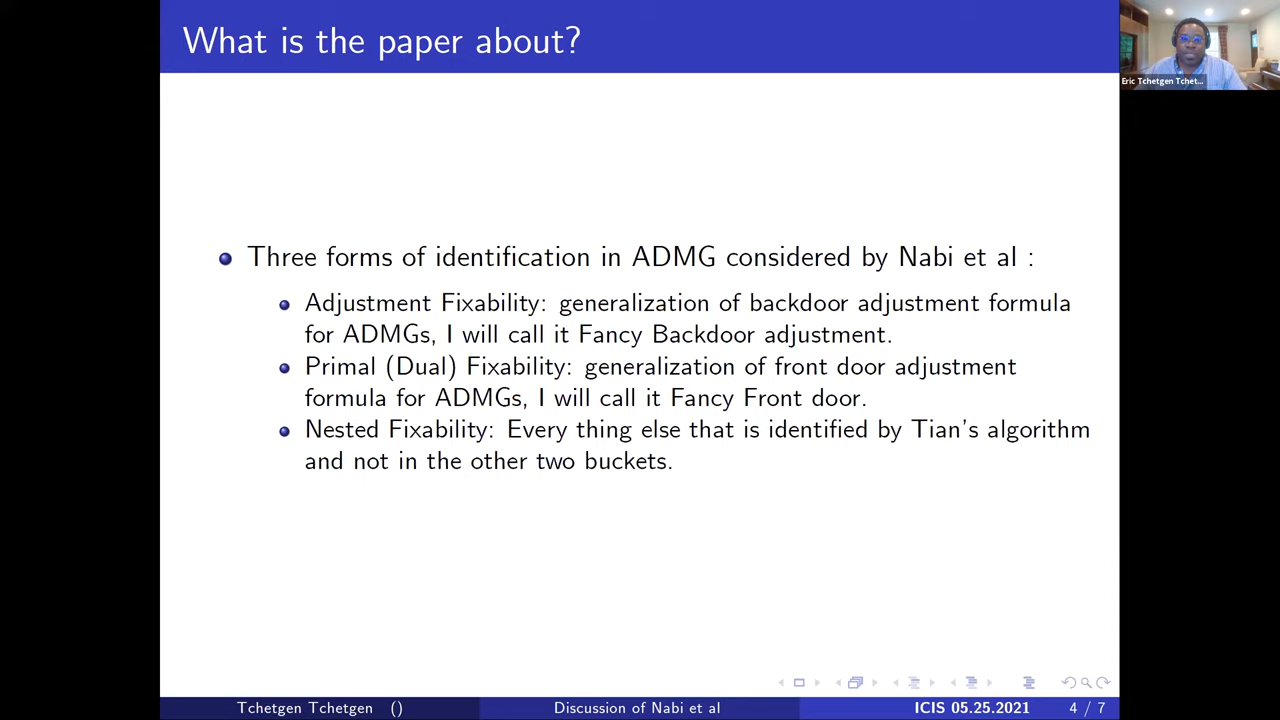 What is the paper about?
Eric Tchetgen Tchet...
Three forms of identification in ADMG considered by Nabi et al :
Adjustment Fixability: generalization of backdoor adjustment formula
for ADMGs, I will call it Fancy Backdoor adjustment.
Primal (Dual) Fixability: generalization of front door adjustment
formula for ADMGs, I will call it Fancy Front door.
Nested Fixability: Every thing else that is identified by Tian's algorithm
and not in the other two buckets.
Tchetgen Tchetgen () Discussion of Nabi et al ICIS 05.25.2021 4 / 7